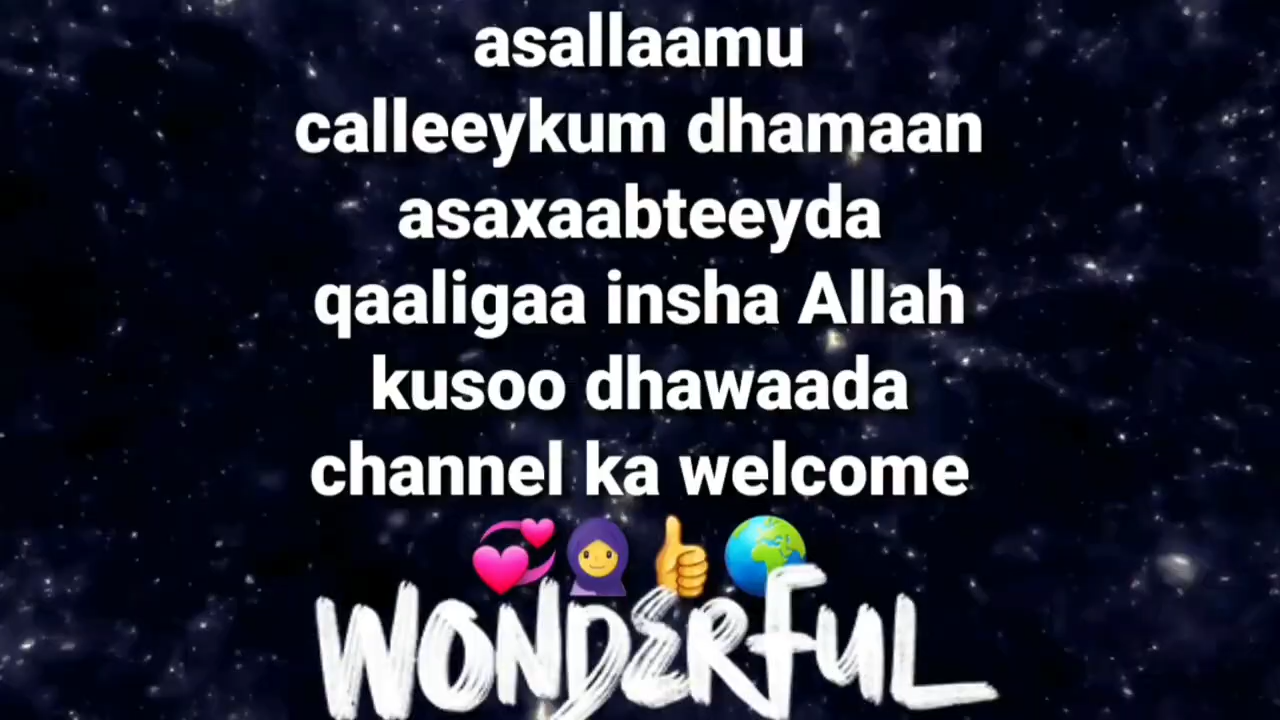 asallaamu
calleeykum dhamaan
asaxaabteeyda
qaaligaa insha Allah
kusoo dhawaada
channel ka welcome
💞🧕👍🌍
WONDERFUL